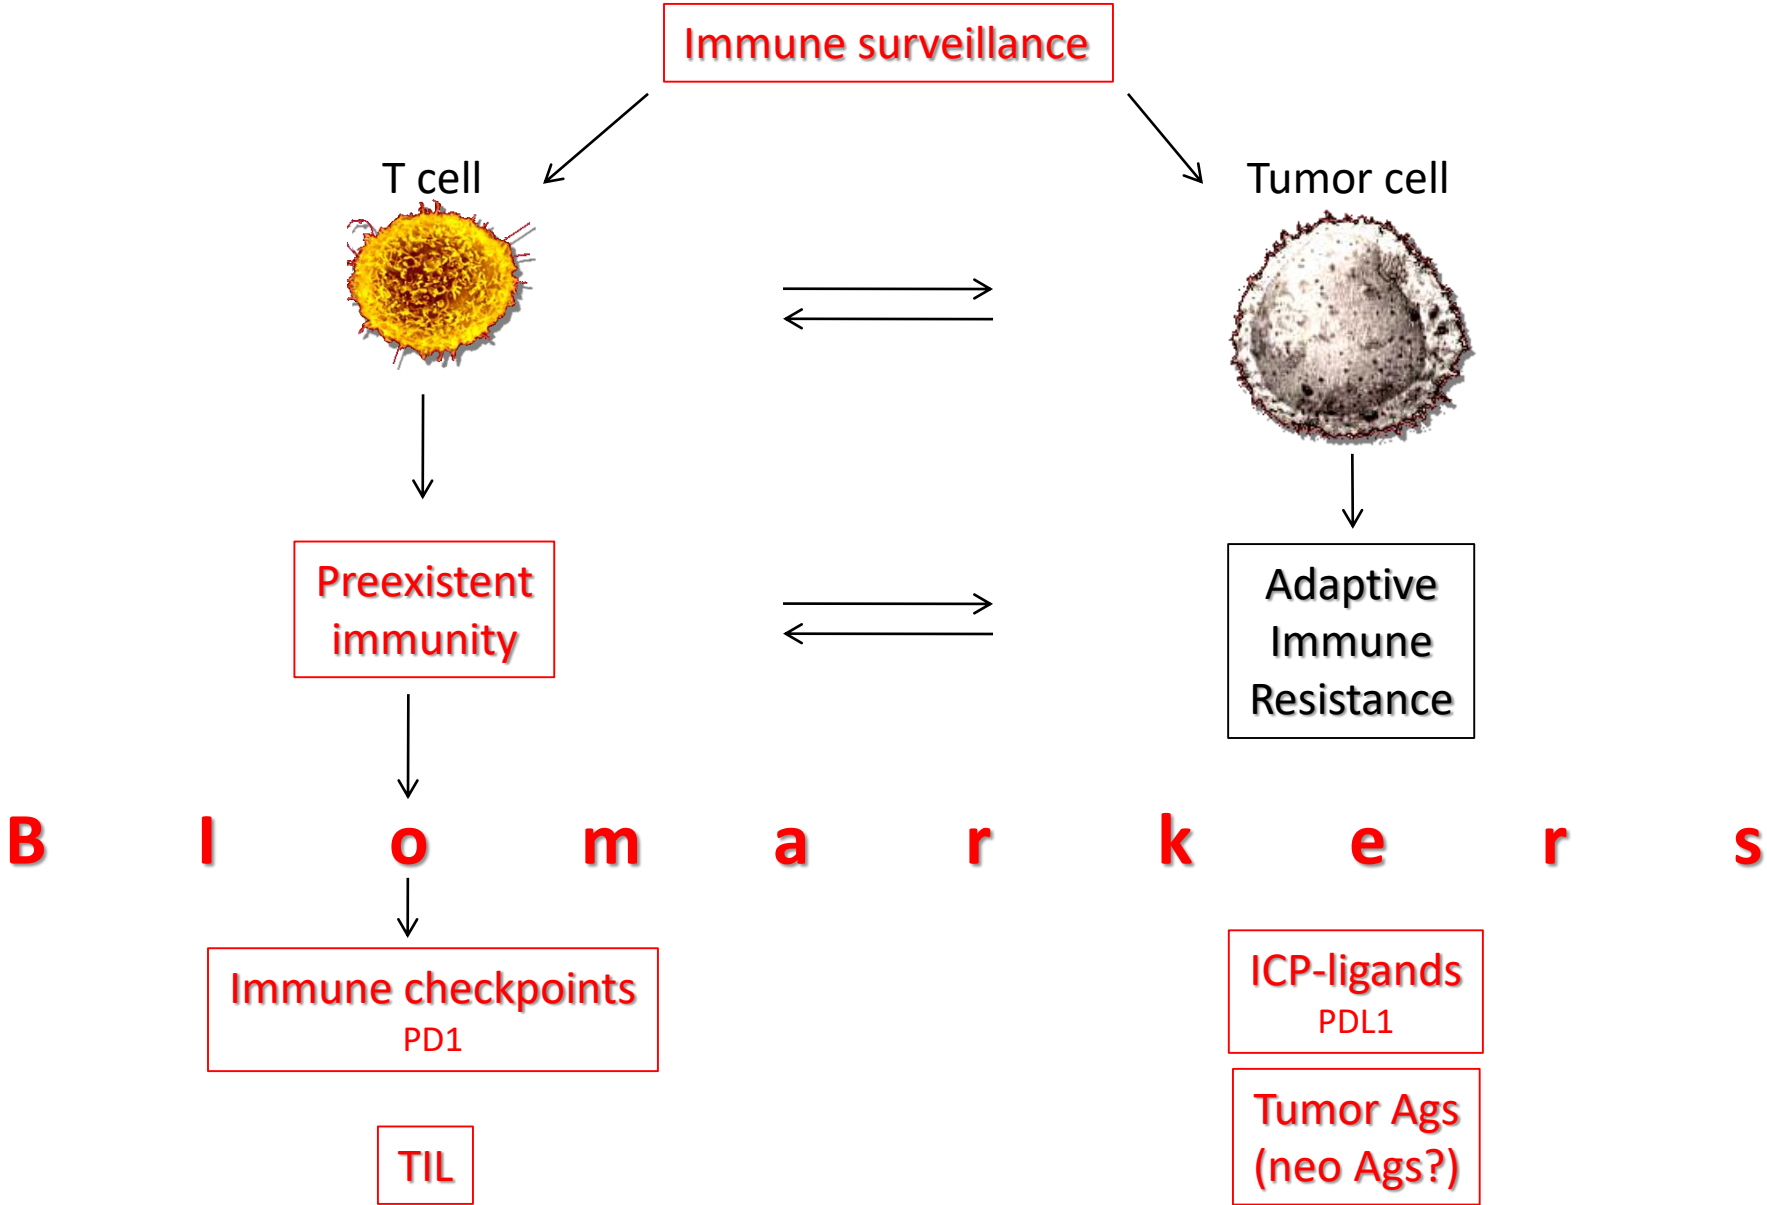 Immune surveillance
T cell
Tumor cell
Preexistent
immunity
Adaptive
Immune
Resistance
B I o m a r k e r s
Immune checkpoints
PD1
ICP-ligands
PDL1
TIL
Tumor Ags
(neo Ags?)